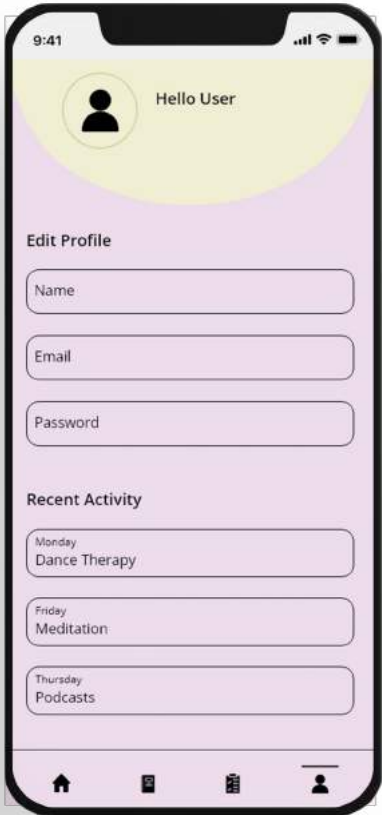 9:41
Hello User
Edit Profile
Name
Email
Password
Recent Activity
Monday
Dance Therapy
Friday
Meditation
Thursday
Podcasts